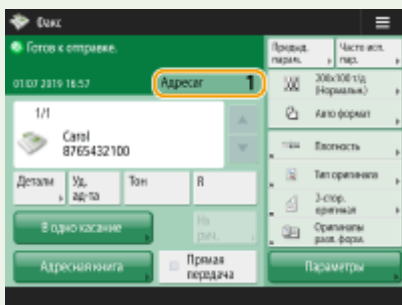 Факс
Готов к отправке.
01/07 2019 16:57
Адресат 1
1/1
Carol
8765432100
Детали
Уд.
ад-та
Тон
R
В одно касание
На
рыч.
Адресная книга
Прямая
передача
Предыд.
парам.
Часто исп.
пар.
200x100 т/д
(Нормальн.)
Авто формат
Плотность
Тип оригинала
2-стор.
оригинал
Оригиналы
разл. форм.
Параметры